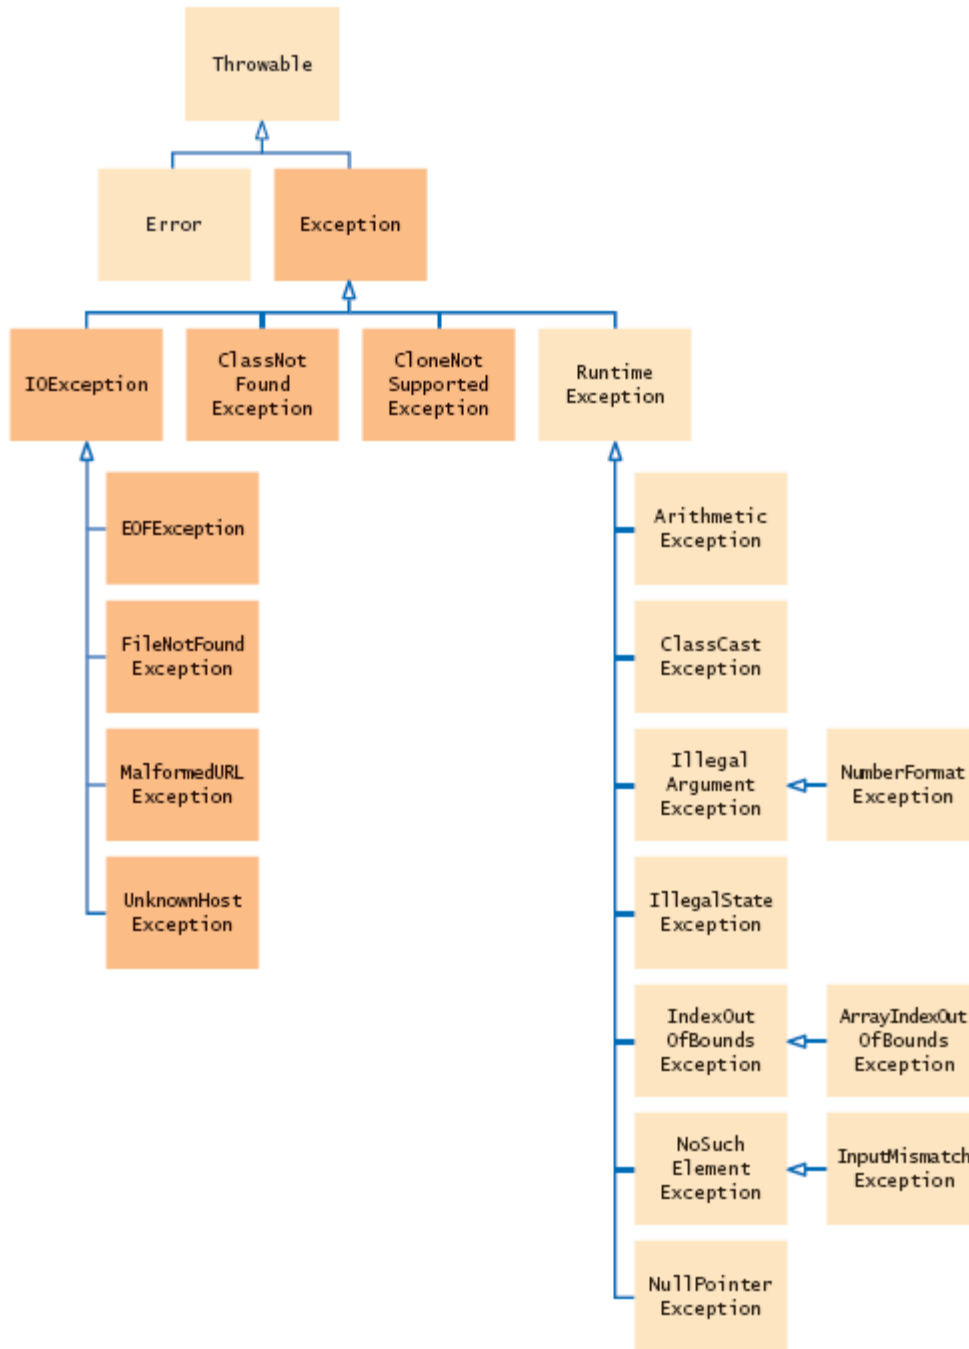 Throwable
Error
Exception
IOException
ClassNot
Found
Exception
CloneNot
Supported
Exception
Runtime
Exception
EOFException
FileNotFound
Exception
MalformedURL
Exception
UnknownHost
Exception
Arithmetic
Exception
ClassCast
Exception
Illegal
Argument
Exception
NumberFormat
Exception
IllegalState
Exception
IndexOut
OfBounds
Exception
ArrayIndexOut
OfBounds
Exception
NoSuch
Element
Exception
InputMismatch
Exception
NullPointer
Exception